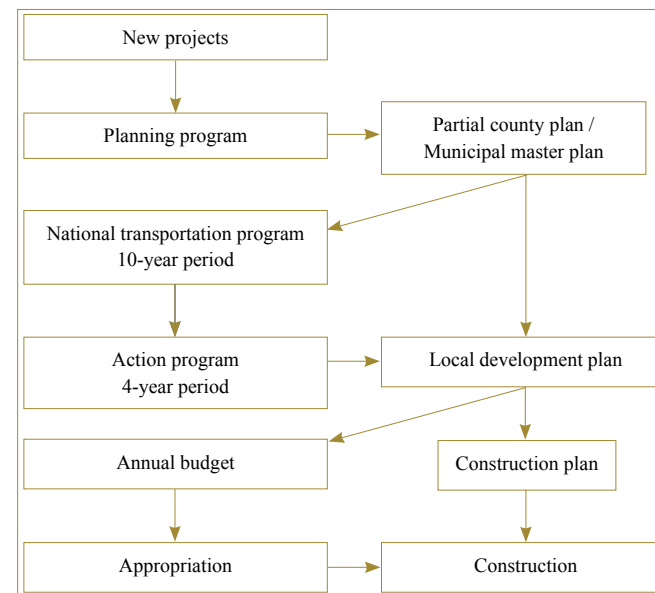 New projects
Planning program
Partial county plan /
Municipal master plan
National transportation program
10-year period
Action program
4-year period
Local development plan
Annual budget
Construction plan
Appropriation
Construction